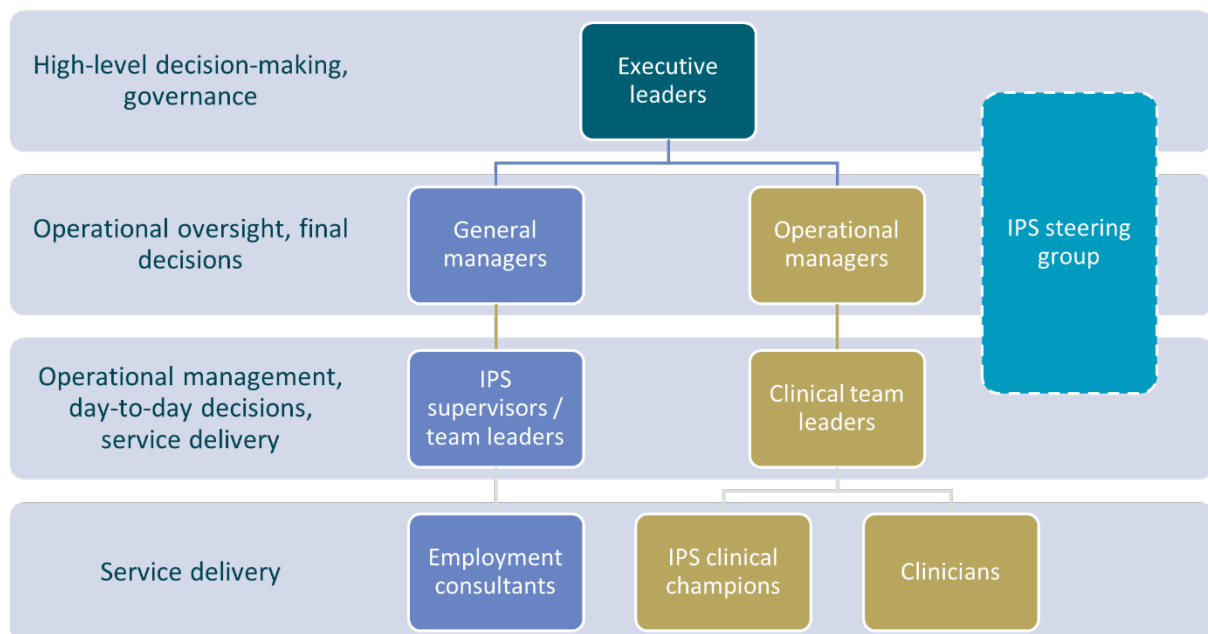 High-level decision-making,
governance
Executive
leaders
Operational oversight, final
decisions
General
managers
Operational
managers
IPS steering
group
Operational management,
day-to-day decisions,
service delivery
IPS
supervisors /
team leaders
Clinical team
leaders
Service delivery
Employment
consultants
IPS clinical
champions
Clinicians